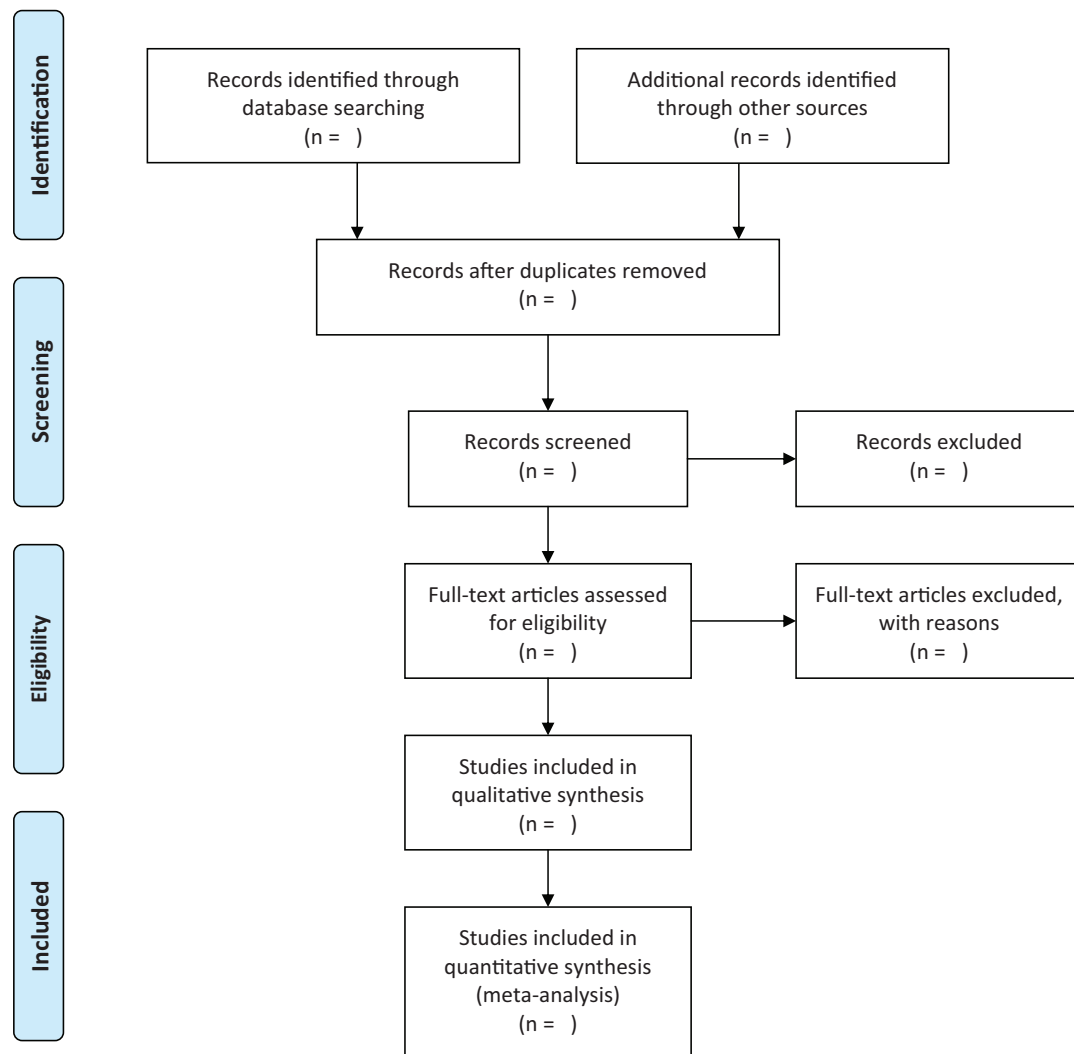 Identification
Records identified through
database searching
(n =   )
Additional records identified
through other sources
(n =   )
Records after duplicates removed
(n =   )
Screening
Records screened
(n =   )
Records excluded
(n =   )
Eligibility
Full-text articles assessed
for eligibility
(n =   )
Full-text articles excluded,
with reasons
(n =   )
Studies included in
qualitative synthesis
(n =   )
Included
Studies included in
quantitative synthesis
(meta-analysis)
(n =   )